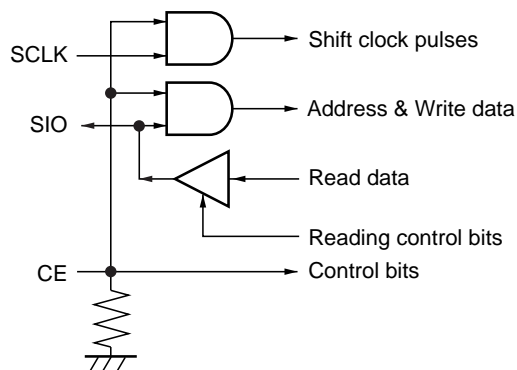 Shift clock pulses
SCLK
Address & Write data
SIO
Read data
Reading control bits
CE
Control bits